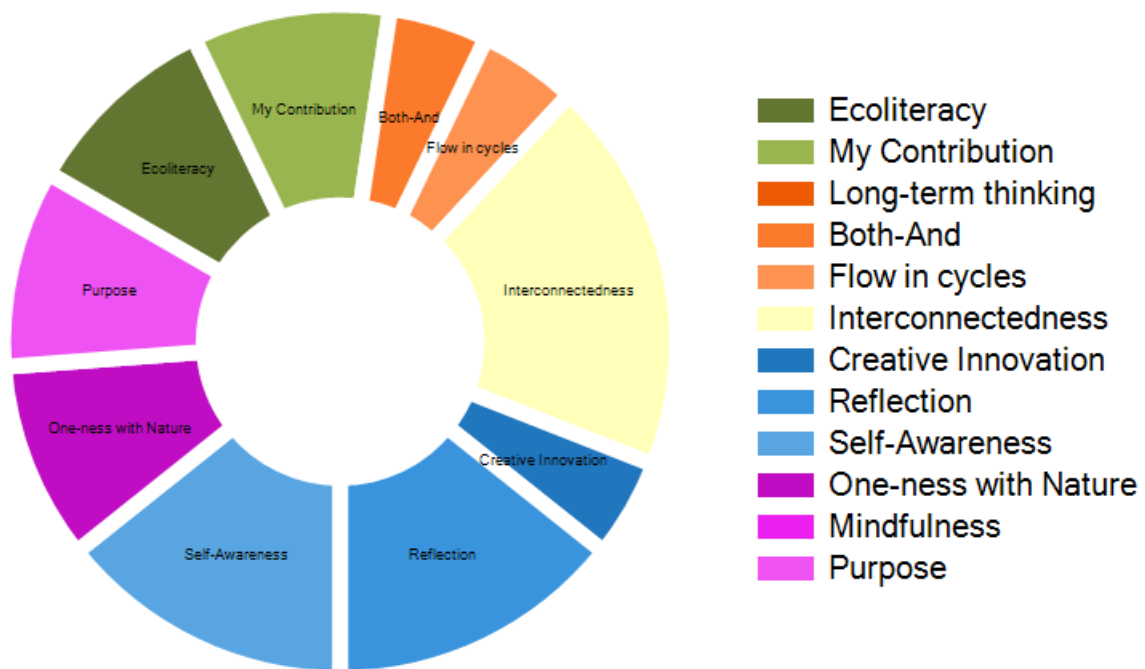 My Contribution
Both-And
Flow in cycles
Ecoliteracy
Purpose
Interconnectedness
One-ness with Nature
Creative Innovation
Self-Awareness
Reflection
Ecoliteracy
My Contribution
Long-term thinking
Both-And
Flow in cycles
Interconnectedness
Creative Innovation
Reflection
Self-Awareness
One-ness with Nature
Mindfulness
Purpose